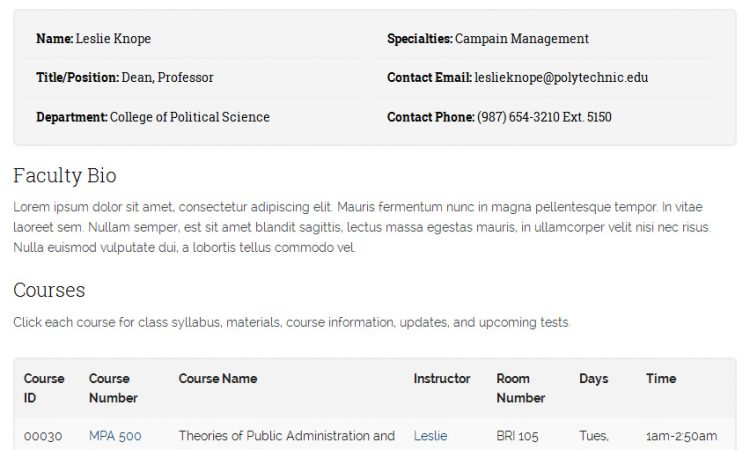 Name: Leslie Knope
Specialties: Campain Management
Title/Position: Dean, Professor
Contact Email: leslieknope@polytechnic.edu
Department: College of Political Science
Contact Phone: (987) 654-3210 Ext. 5150
Faculty Bio
Lorem ipsum dolor sit amet, consectetur adipiscing elit. Mauris fermentum nunc in magna pellentesque tempor. In vitae
laoreet sem. Nullam semper, est sit amet blandit sagittis, lectus massa egestas mauris, in ullamcorper velit nisi nec risus.
Nulla euismod vulputate dui, a lobortis tellus commodo vel.
Courses
Click each course for class syllabus, materials, course information, updates, and upcoming tests.
Course ID Course Number Course Name Instructor Room Number Days Time
00030 MPA 500 Theories of Public Administration and Leslie BRI 105 Tues, 1am-2:50am